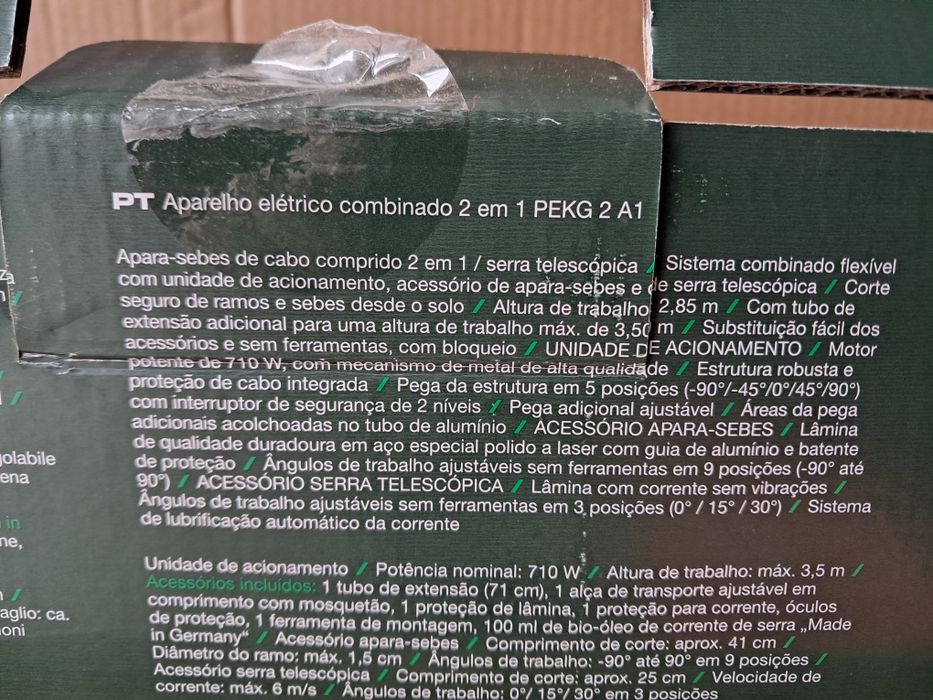 PT Aparelho elétrico combinado 2 em 1 PEKG 2 A1
Apara-sebes de cabo comprido 2 em 1 / serra telescópica / Sistema combinado flexível
com unidade de acionamento, acessório de apara-sebes e de serra telescópica / Corte
seguro de ramos e sebes desde o solo / Altura de trabalho 2,85 m / Com tubo de
extensão adicional para uma altura de trabalho máx. de 3,50 m / Substituição fácil dos
acessórios e sem ferramentas, com bloqueio / UNIDADE DE ACIONAMENTO / Motor
potente de 710 W, com mecanismo de metal de alta qualidade / Estrutura robusta e
proteção de cabo integrada / Pega da estrutura em 5 posições (-90°/-45°/0°/45°/90°)
com interruptor de segurança de 2 níveis / Pega adicional ajustável / Áreas da pega
adicionais acolchoadas no tubo de alumínio / ACESSÓRIO APARA-SEBES / Lâmina
de qualidade duradoura em aço especial polido a laser com guia de alumínio e batente
de proteção / Ângulos de trabalho ajustáveis sem ferramentas em 9 posições (-90° até
90°) / ACESSÓRIO SERRA TELESCÓPICA / Lâmina com corrente sem vibrações /
Ângulos de trabalho ajustáveis sem ferramentas em 3 posições (0° / 15° / 30°) / Sistema
de lubrificação automático da corrente
Unidade de acionamento / Potência nominal: 710 W / Altura de trabalho: máx. 3,5 m /
Acessórios incluídos: 1 tubo de extensão (71 cm), 1 alça de transporte ajustável em
comprimento com mosquetão, 1 proteção de lâmina, 1 proteção para corrente, óculos
de proteção, 1 ferramenta de montagem, 100 ml de bio-óleo de corrente de serra „Made
in Germany“ / Acessório apara-sebes / Comprimento de corte: aprox. 41 cm /
Diâmetro do ramo: máx. 1,5 cm / Ângulos de trabalho: -90° até 90° em 9 posições /
Acessório serra telescópica / Comprimento de corte: aprox. 25 cm / Velocidade de
corrente: máx. 6 m/s / Ângulos de trabalho: 0°/ 15°/ 30° em 3 posições
golabile
ena
in
ne,
aglio: ca.
ioni